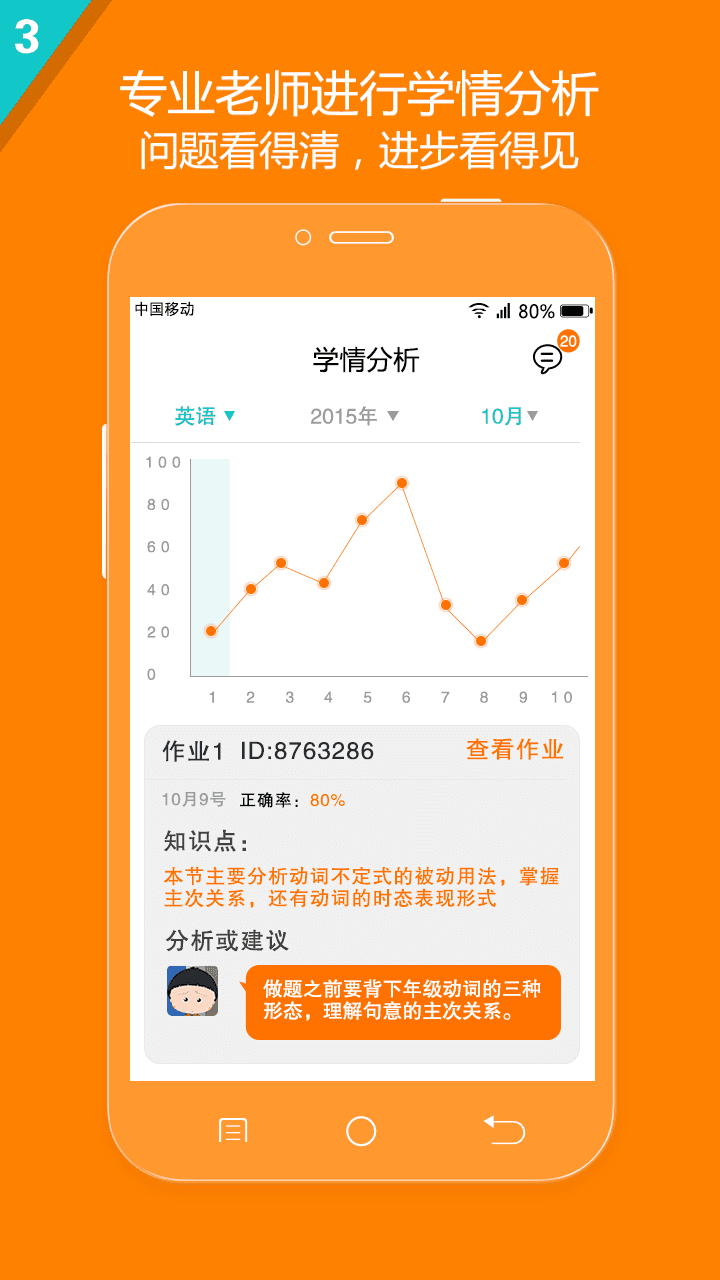 3
专业老师进行学情分析
问题看得清，进步看得见
中国移动 80%
学情分析 20
英语 2015年 10月
100
80
60
40
20
0
1 2 3 4 5 6 7 8 9 10
作业1 ID:8763286 查看作业
10月9号 正确率：80%
知识点：
本节主要分析动词不定式的被动用法，掌握
主次关系，还有动词的时态表现形式
分析或建议
做题之前要背下年级动词的三种
形态，理解句意的主次关系。